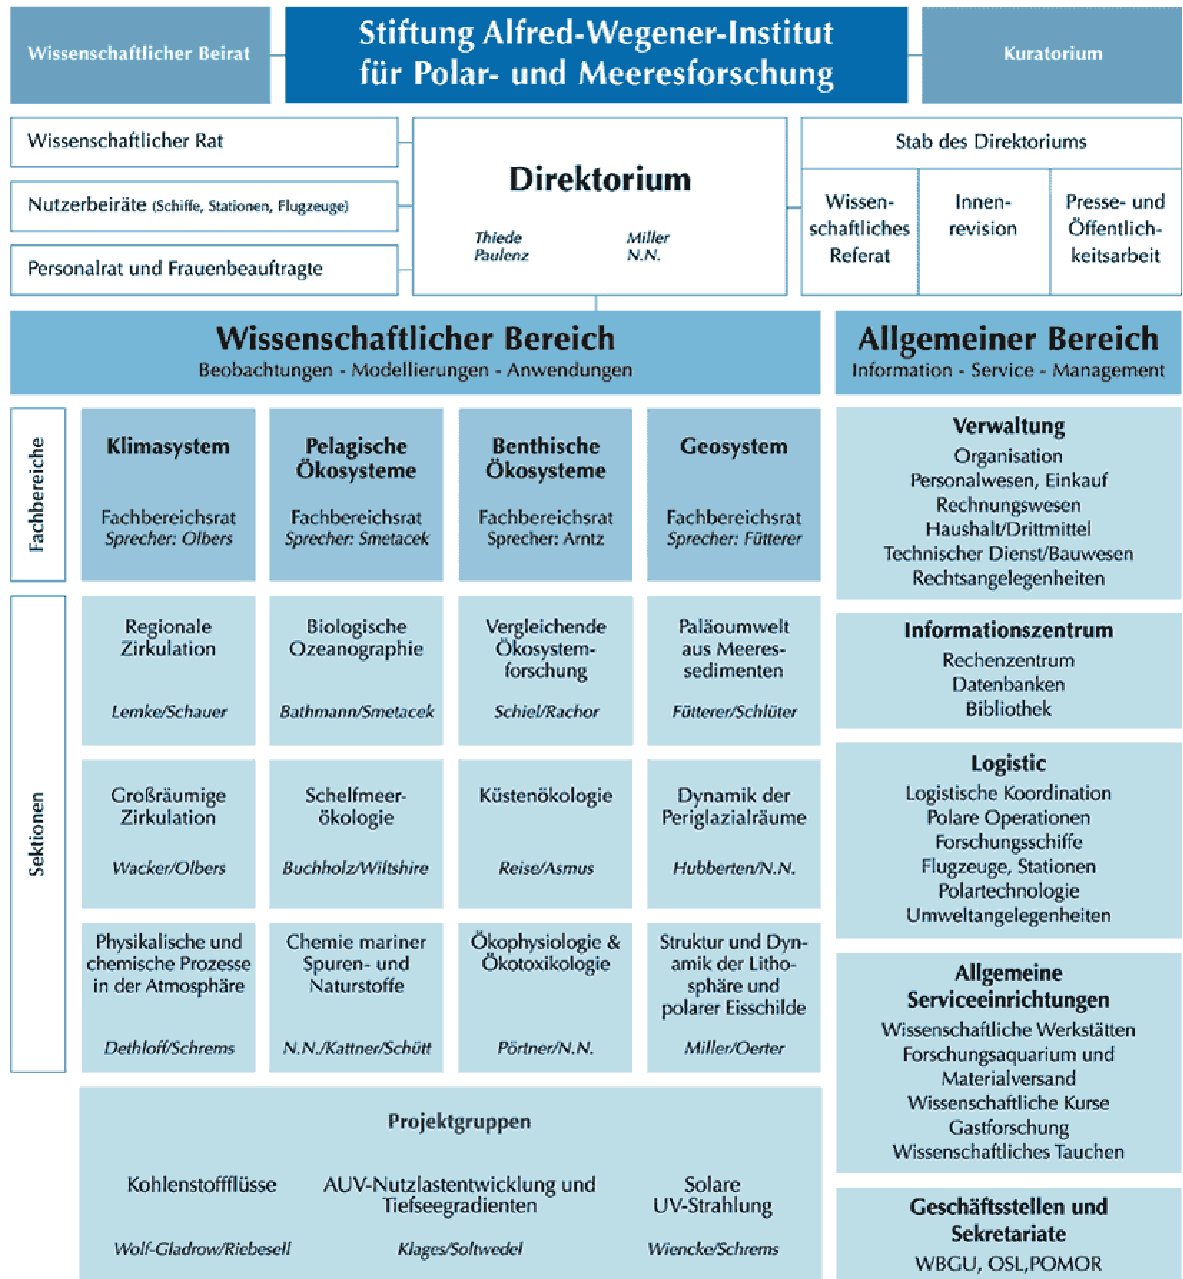 Wissenschaftlicher Beirat
Stiftung Alfred-Wegener-Institut
für Polar- und Meeresforschung
Kuratorium
Wissenschaftlicher Rat
Nutzerbeiräte (Schiffe, Stationen, Flugzeuge)
Personalrat und Frauenbeauftragte
Direktorium
Thiede Miller
Paulenz N.N.
Stab des Direktoriums
Wissen-
schaftliches
Referat
Innen-
revision
Presse- und
Öffentlich-
keitsarbeit
Wissenschaftlicher Bereich
Beobachtungen - Modellierungen - Anwendungen
Fachbereiche
Klimasystem
Fachbereichsrat
Sprecher: Olbers
Pelagische
Ökosysteme
Fachbereichsrat
Sprecher: Smetacek
Benthische
Ökosysteme
Fachbereichsrat
Sprecher: Arntz
Geosystem
Fachbereichsrat
Sprecher: Fütterer
Sektionen
Regionale
Zirkulation
Lemke/Schauer
Biologische
Ozeanographie
Bathmann/Smetacek
Vergleichende
Ökosystem-
forschung
Schiel/Rachor
Paläoumwelt
aus Meeres-
sedimenten
Fütterer/Schlüter
Großräumige
Zirkulation
Wacker/Olbers
Schelfmeer-
ökologie
Buchholz/Wiltshire
Küstenökologie
Reise/Asmus
Dynamik der
Periglazialräume
Hubberten/N.N.
Physikalische und
chemische Prozesse
in der Atmosphäre
Dethloff/Schrems
Chemie mariner
Spuren- und
Naturstoffe
N.N./Kattner/Schütt
Ökophysiologie &
Ökotoxikologie
Pörtner/N.N.
Struktur und Dyn-
amik der Litho-
sphäre und
polarer Eisschilde
Miller/Oerter
Projektgruppen
Kohlenstoffflüsse
Wolf-Gladrow/Riebesell
AUV-Nutzlastentwicklung und
Tiefseegradienten
Klages/Soltwedel
Solare
UV-Strahlung
Wiencke/Schrems
Allgemeiner Bereich
Information - Service - Management
Verwaltung
Organisation
Personalwesen, Einkauf
Rechnungswesen
Haushalt/Drittmittel
Technischer Dienst/Bauwesen
Rechtsangelegenheiten
Informationszentrum
Rechenzentrum
Datenbanken
Bibliothek
Logistic
Logistische Koordination
Polare Operationen
Forschungsschiffe
Flugzeuge, Stationen
Polartechnologie
Umweltangelegenheiten
Allgemeine
Serviceeinrichtungen
Wissenschaftliche Werkstätten
Forschungsaquarium und
Materialversand
Wissenschaftliche Kurse
Gastforschung
Wissenschaftliches Tauchen
Geschäftsstellen und
Sekretariate
WBGU, OSL,POMOR